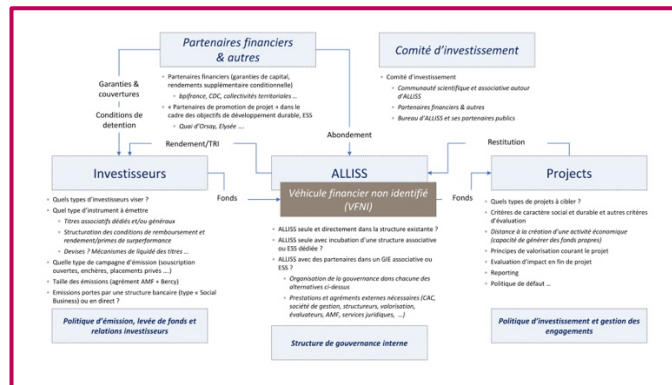 Partenaires financiers
& autres
Comité d'investissement
Garanties &
couvertures
Conditions de
detention
• Partenaires financiers (garanties de capital,
rendements supplémentaire conditionnelle)
• bpifrance, CDC, collectivités territoriales …
• « Partenaires de promotion de projet » dans le
cadre des objectifs de développement durable, ESS
• Quai d'Orsay, Elysée ….
• Comité d'investissement
• Communauté scientifique et associative autour
d'ALLISS
• Partenaires financiers & autres
• Bureau d'ALLISS et ses partenaires publics
Abondement
Rendement/TRI
Restitution
Investisseurs
ALLISS
Projects
Fonds
Véhicule financier non identifié
(VFNI)
Fonds
• Quels types d'investisseurs viser ?
• Quel type d'instrument à émettre
• Titres associatifs dédiés et/ou généraux
• Structuration des conditions de remboursement et
rendement/primes de surperformance
• Devises ? Mécanismes de liquidité des titres …
• Quelle type de campagne d'émission (souscription
ouvertes, enchères, placements privés ….)
• Taille des émissions (agrément AMF + Bercy)
• Emissions portes par une structure bancaire (type « Social
Business) ou en direct ?
• ALLISS seule et directement dans la structure existante ?
• ALLISS seule avec incubation d'une structure associative
ou ESS dédiée ?
• ALLISS avec des partenaires dans un GIE associative ou
ESS ?
• Organisation de la gouvernance dans chacune des
alternatives ci-dessus
• Prestations et agréments externes nécessaires (CAC,
société de gestion, structureurs, valorisation,
évaluateurs, AMF, services juridiques, …)
• Quels types de projets à cibler ?
• Critères de caractère social et durable et autres critères
d'évaluation
• Distance à la création d'une activité économique
(capacité de générer des fonds propres)
• Principes de valorisation courant le projet
• Evaluation d'impact en fin de projet
• Reporting
• Politique de défaut …
Politique d'émission, levée de fonds et
relations investisseurs
Structure de gouvernance interne
Politique d'investissement et gestion des
engagements